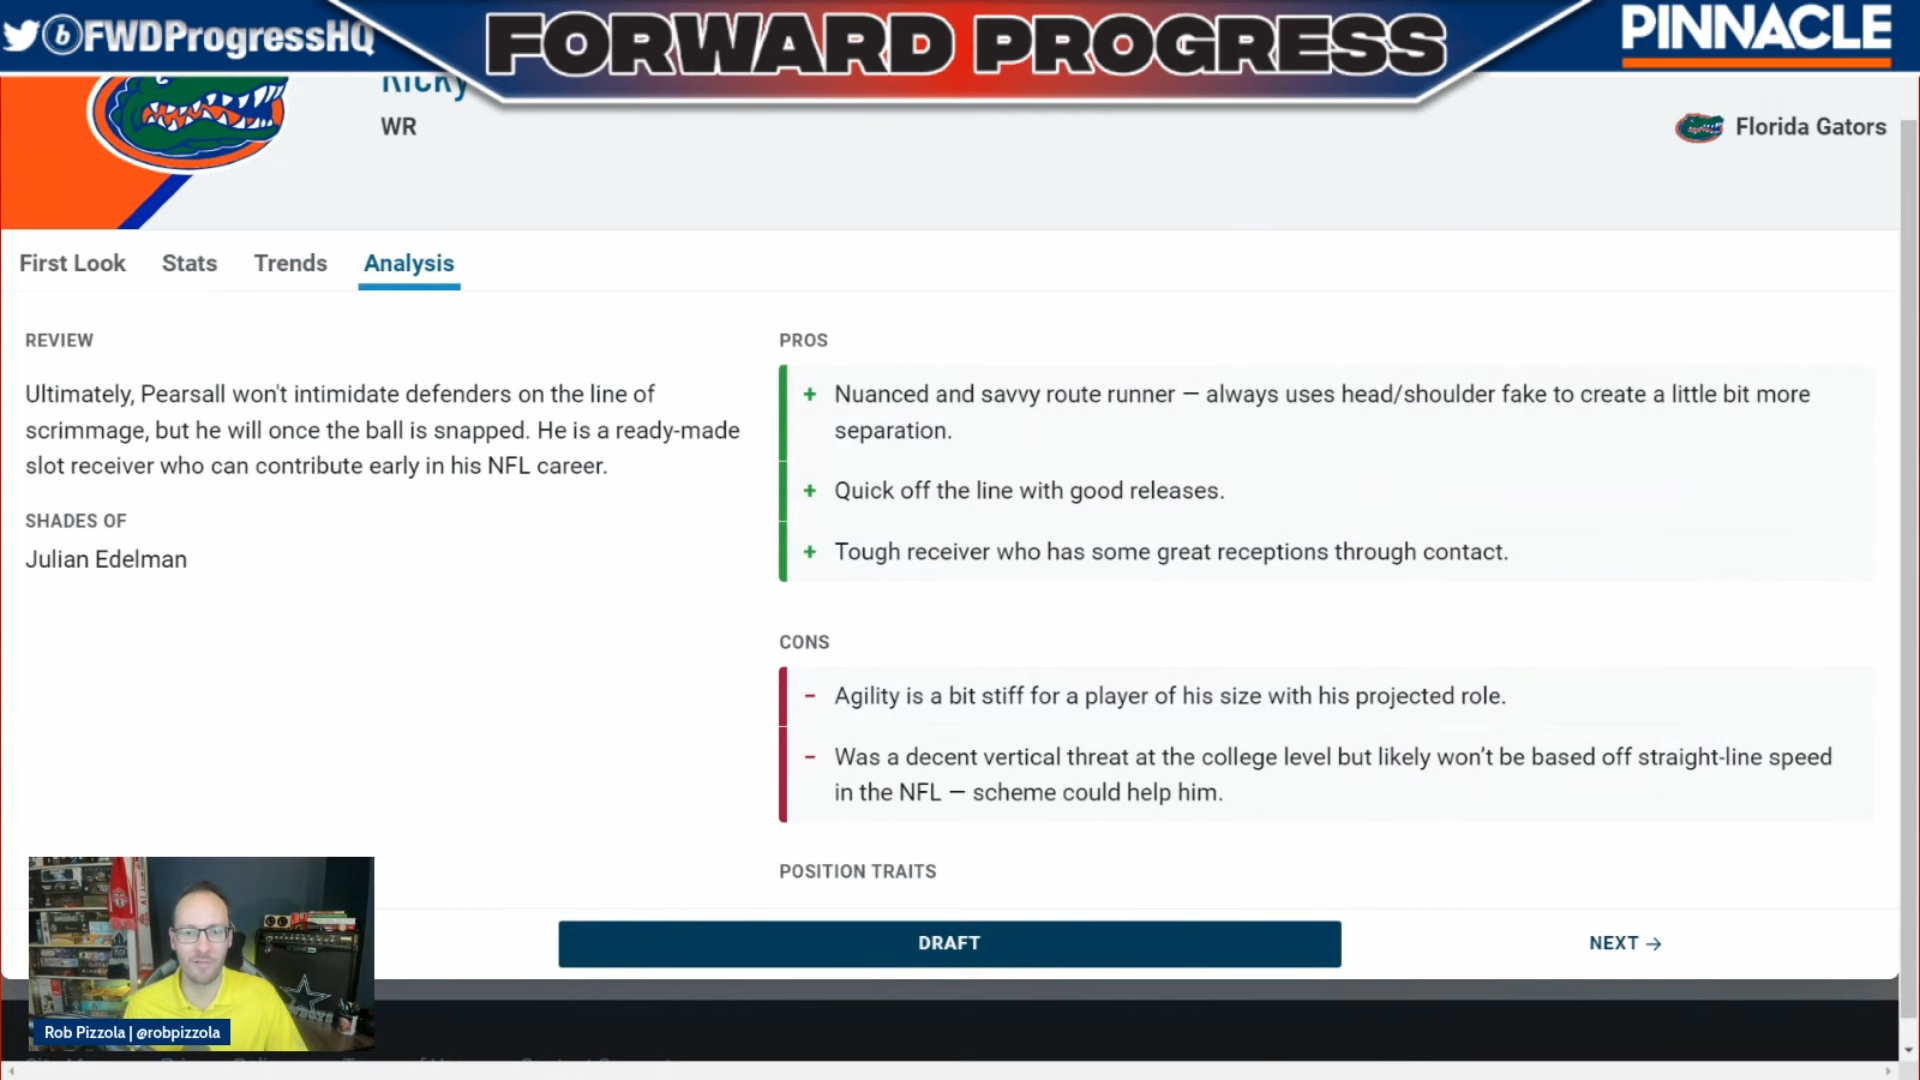 FWDProgressHQ
FORWARD PROGRESS
PINNACLE
Ricky
WR
Florida Gators
First Look
Stats
Trends
Analysis
REVIEW
Ultimately, Pearsall won't intimidate defenders on the line of
scrimmage, but he will once the ball is snapped. He is a ready-made
slot receiver who can contribute early in his NFL career.
SHADES OF
Julian Edelman
PROS
+ Nuanced and savvy route runner — always uses head/shoulder fake to create a little bit more
separation.
+ Quick off the line with good releases.
+ Tough receiver who has some great receptions through contact.
CONS
- Agility is a bit stiff for a player of his size with his projected role.
- Was a decent vertical threat at the college level but likely won’t be based off straight-line speed
in the NFL — scheme could help him.
POSITION TRAITS
DRAFT
NEXT →
Rob Pizzola | @robpizzola